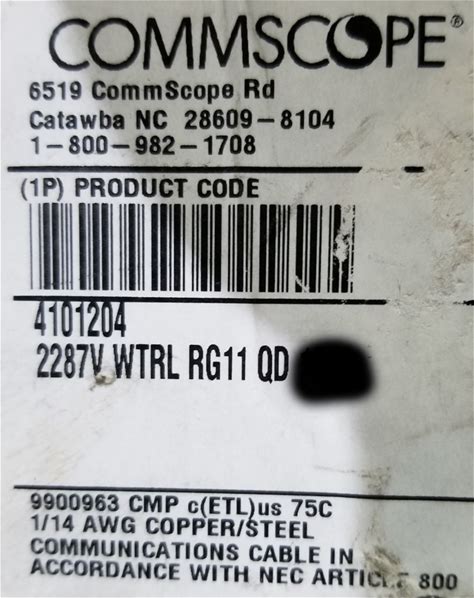 COMMSCOPE®
6519 CommScope Rd
Catawba NC 28609-8104
1-800-982-1708
(1P) PRODUCT CODE
4101204
2287V WTRL RG11 QD
9900963 CMP c(ETL)us 75C
1/14 AWG COPPER/STEEL
COMMUNICATIONS CABLE IN
ACCORDANCE WITH NEC ARTICLE 800